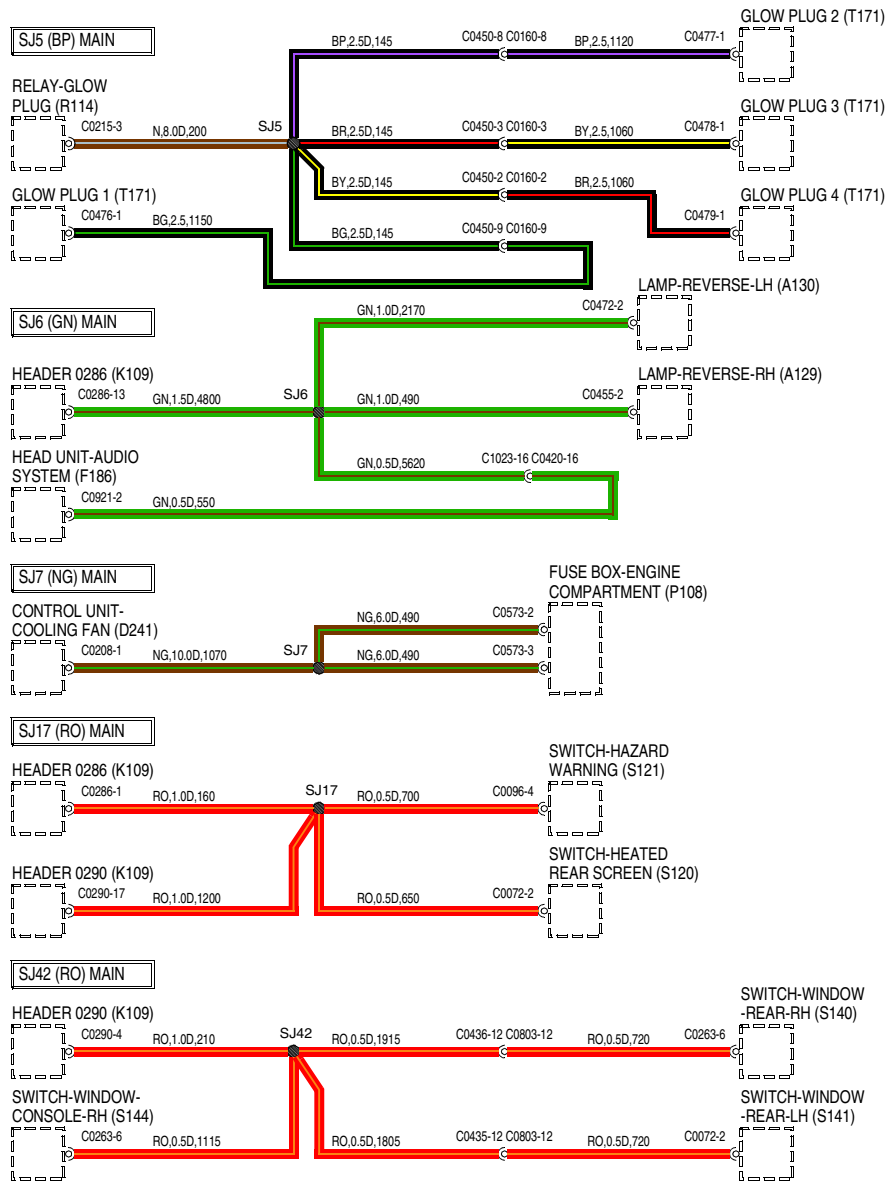 SJ5 (BP) MAIN
BP,2.5D,145
C0450-8 C0160-8
BP,2.5,1120
C0477-1
GLOW PLUG 2 (T171)
RELAY-GLOW
PLUG (R114)
C0215-3
N,8.0D,200
SJ5
BR,2.5D,145
C0450-3 C0160-3
BY,2.5,1060
C0478-1
GLOW PLUG 3 (T171)
BY,2.5D,145
C0450-2 C0160-2
BR,2.5,1060
C0479-1
GLOW PLUG 4 (T171)
GLOW PLUG 1 (T171)
C0476-1
BG,2.5,1150
BG,2.5D,145
C0450-9 C0160-9
SJ6 (GN) MAIN
GN,1.0D,2170
C0472-2
LAMP-REVERSE-LH (A130)
HEADER 0286 (K109)
C0286-13
GN,1.5D,4800
SJ6
GN,1.0D,490
C0455-2
LAMP-REVERSE-RH (A129)
HEAD UNIT-AUDIO
SYSTEM (F186)
C0921-2
GN,0.5D,550
GN,0.5D,5620
C1023-16 C0420-16
SJ7 (NG) MAIN
CONTROL UNIT-
COOLING FAN (D241)
C0208-1
NG,10.0D,1070
SJ7
NG,6.0D,490
C0573-2
NG,6.0D,490
C0573-3
FUSE BOX-ENGINE
COMPARTMENT (P108)
SJ17 (RO) MAIN
HEADER 0286 (K109)
C0286-1
RO,1.0D,160
SJ17
RO,0.5D,700
C0096-4
SWITCH-HAZARD
WARNING (S121)
HEADER 0290 (K109)
C0290-17
RO,1.0D,1200
RO,0.5D,650
C0072-2
SWITCH-HEATED
REAR SCREEN (S120)
SJ42 (RO) MAIN
HEADER 0290 (K109)
C0290-4
RO,1.0D,210
SJ42
RO,0.5D,1915
C0436-12 C0803-12
RO,0.5D,720
C0263-6
SWITCH-WINDOW
-REAR-RH (S140)
SWITCH-WINDOW-
CONSOLE-RH (S144)
C0263-6
RO,0.5D,1115
RO,0.5D,1805
C0435-12 C0803-12
RO,0.5D,720
C0072-2
SWITCH-WINDOW
-REAR-LH (S141)